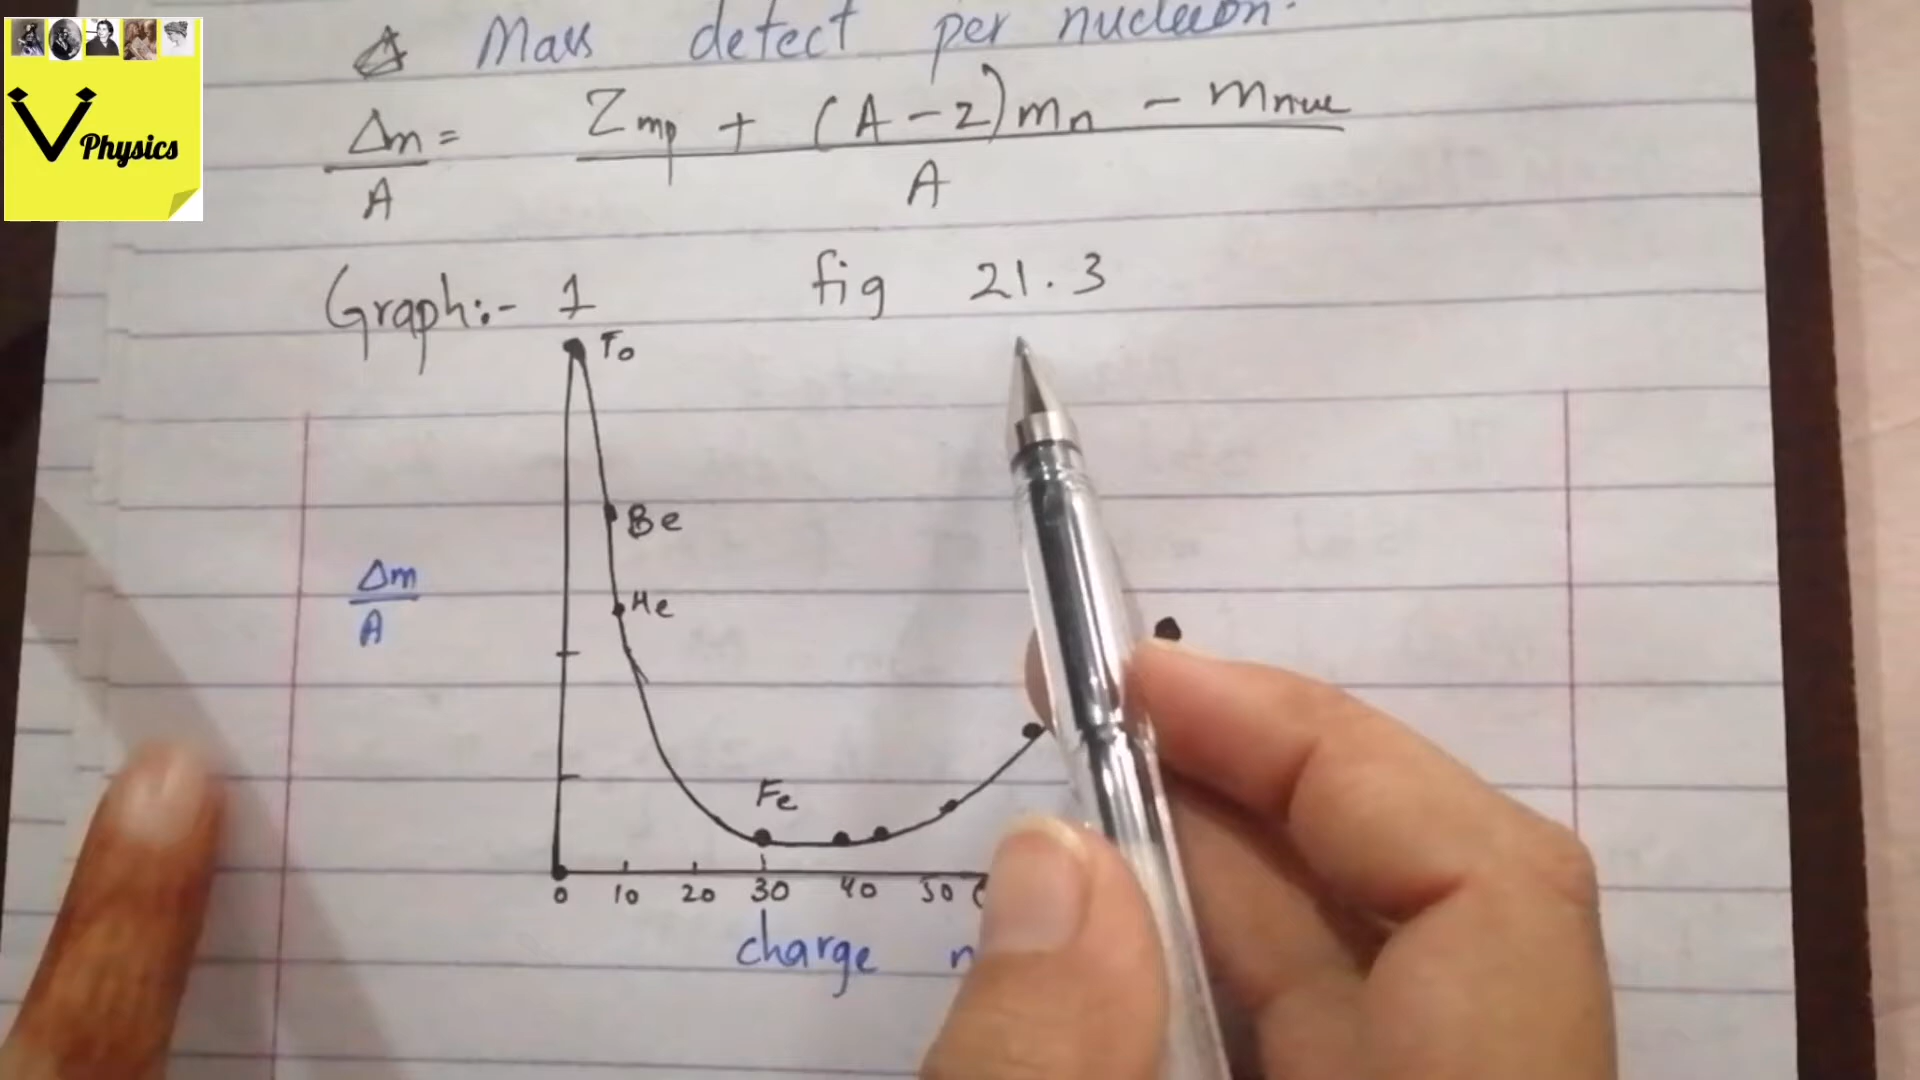 V Physics
Mass defect per nucleon.
Δm/A = Zmp + (A-Z)mn - mnuc / A
Graph:- 1 fig 21.3
Be
Δm/A
He
Fe
0 10 20 30 40 50
charge